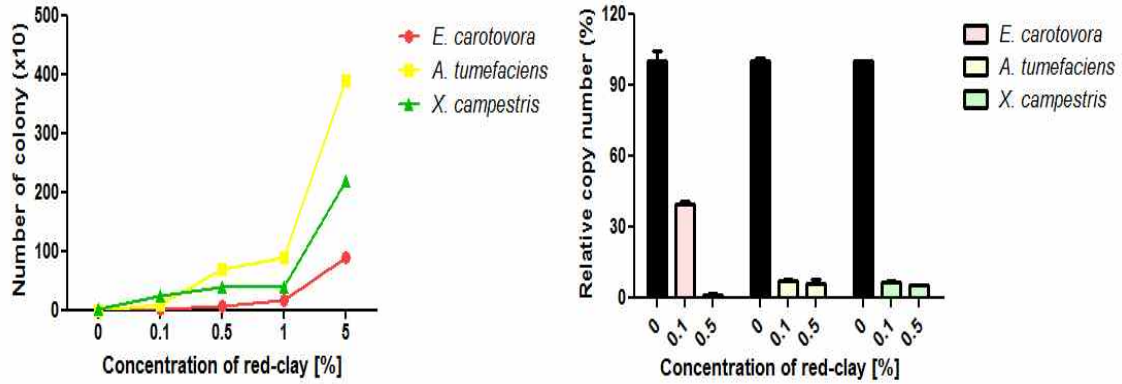 Number of colony (x10)
500
400
300
200
100
0
0 0.1 0.5 1 5
Concentration of red-clay [%]
E. carotovora
A. tumefaciens
X. campestris
Relative copy number (%)
120
90
60
30
0
0 0.1 0.5 0 0.1 0.5 0 0.1 0.5
Concentration of red-clay [%]
E. carotovora
A. tumefaciens
X. campestris